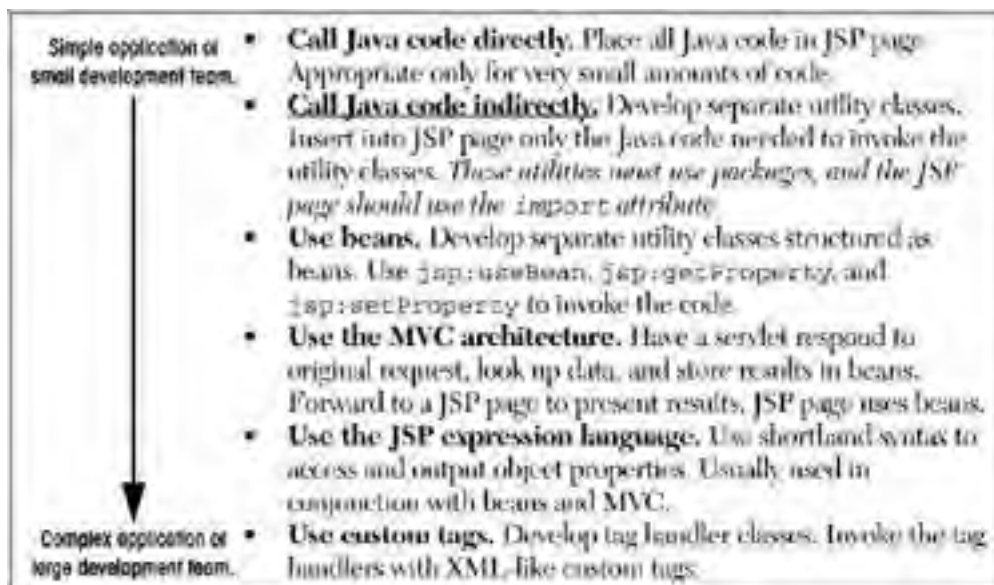 Simple application or
small development team.
• Call Java code directly. Place all Java code in JSP page.
Appropriate only for very small amounts of code.
• Call Java code indirectly. Develop separate utility classes.
Insert into JSP page only the Java code needed to invoke the
utility classes. These utilities must use packages, and the JSP
page should use the import attribute.
• Use beans. Develop separate utility classes structured as
beans. Use jsp:useBean, jsp:getProperty, and
jsp:setProperty to invoke the code.
• Use the MVC architecture. Have a servlet respond to
original request, look up data, and store results in beans.
Forward to a JSP page to present results. JSP page uses beans.
• Use the JSP expression language. Use shorthand syntax to
access and output object properties. Usually used in
conjunction with beans and MVC.
• Use custom tags. Develop tag handler classes. Invoke the tag
handlers with XML-like custom tags.
Complex application or
large development team.